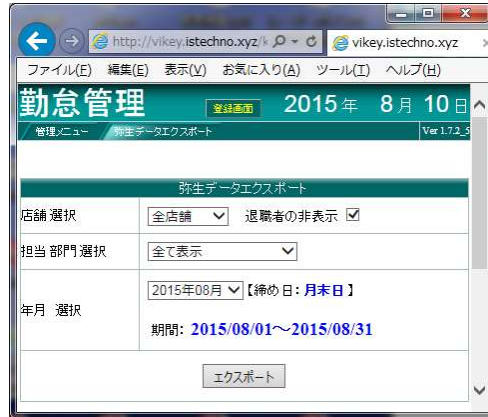 http://vikey.istechno.xyz/k
vikey.istechno.xyz
ファイル(F) 編集(E) 表示(V) お気に入り(A) ツール(T) ヘルプ(H)
勤怠管理 登録画面 2015年 8月 10日
管理メニュー 弥生データエクスポート Ver 1.7.2_5
弥生データエクスポート
店舗選択 全店舗 退職者の非表示
担当部門選択 全て表示
年月 選択 2015年08月 【締め日:月末日】
期間: 2015/08/01～2015/08/31
エクスポート